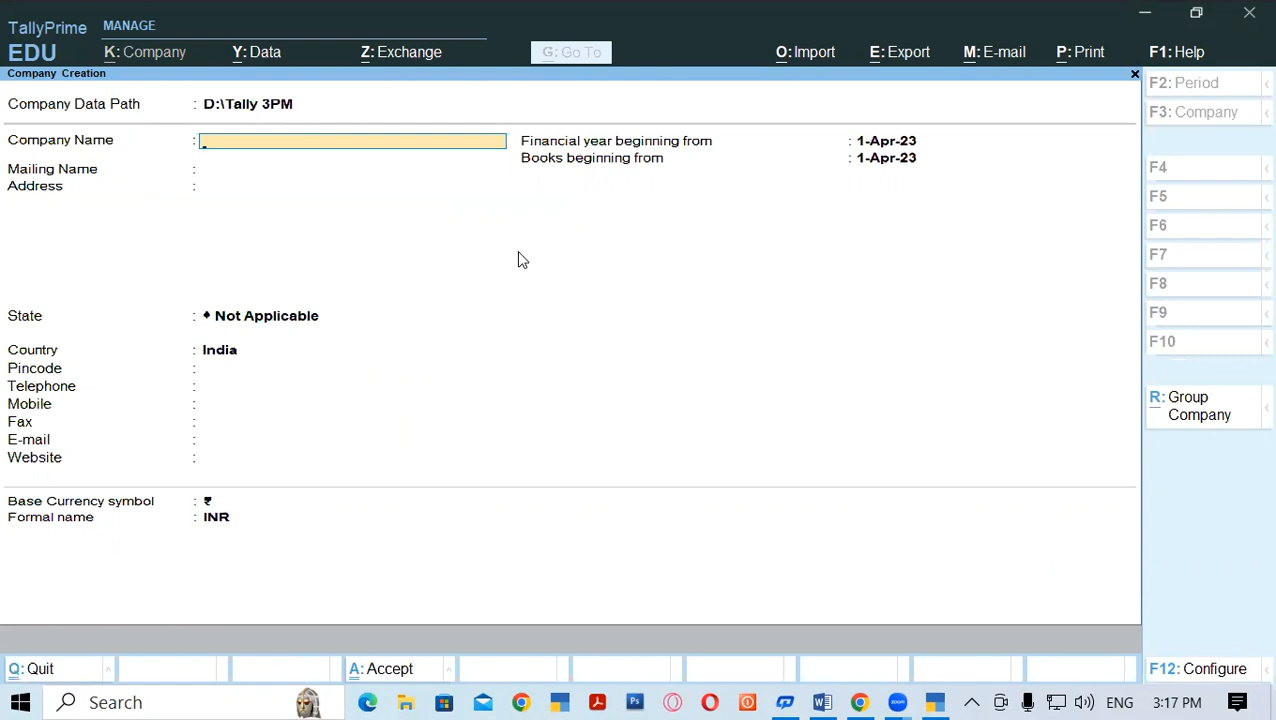 TallyPrime MANAGE
EDU K: Company Y: Data Z: Exchange G: Go To O: Import E: Export M: E-mail P: Print F1: Help
Company Creation ×
Company Data Path : D:\Tally 3PM
Company Name : Financial year beginning from : 1-Apr-23
Books beginning from : 1-Apr-23
Mailing Name :
Address :
State : ♦ Not Applicable
Country : India
Pincode :
Telephone :
Mobile :
Fax :
E-mail :
Website :
Base Currency symbol : ₹
Formal name : INR
F2: Period
F3: Company
F4
F5
F6
F7
F8
F9
F10
R: Group
Company
Q: Quit A: Accept F12: Configure
Search ENG 3:17 PM